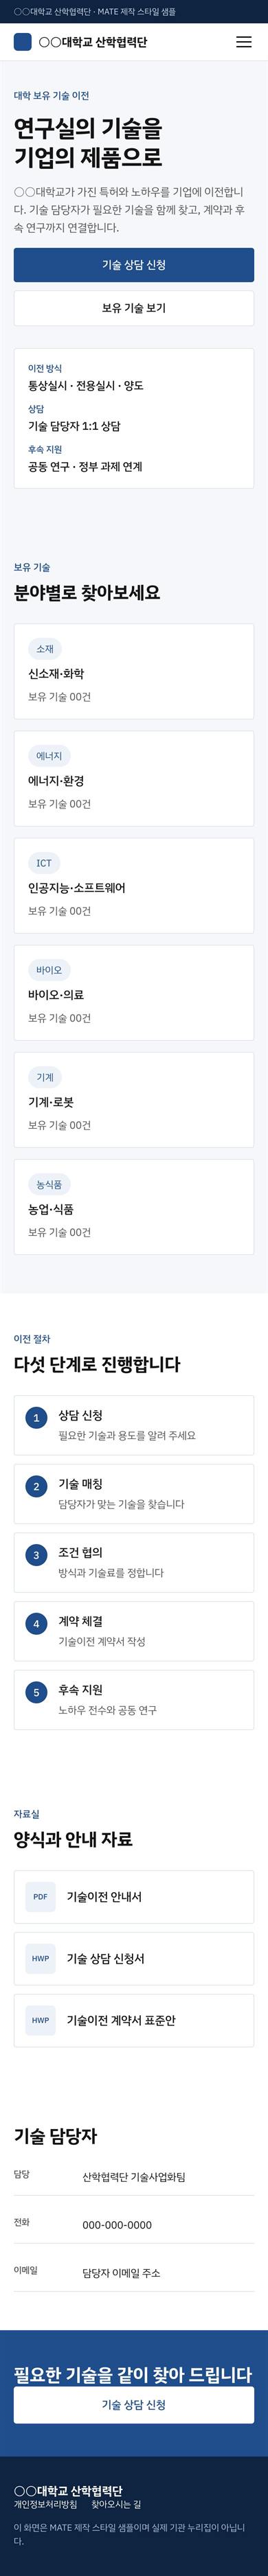 ○○대학교 산학협력단 · MATE 제작 스타일 샘플
○○대학교 산학협력단
대학 보유 기술 이전
연구실의 기술을
기업의 제품으로
○○대학교가 가진 특허와 노하우를 기업에 이전합니
다. 기술 담당자가 필요한 기술을 함께 찾고, 계약과 후
속 연구까지 연결합니다.
기술 상담 신청
보유 기술 보기
이전 방식
통상실시 · 전용실시 · 양도
상담
기술 담당자 1:1 상담
후속 지원
공동 연구 · 정부 과제 연계
보유 기술
분야별로 찾아보세요
소재
신소재·화학
보유 기술 00건
에너지
에너지·환경
보유 기술 00건
ICT
인공지능·소프트웨어
보유 기술 00건
바이오
바이오·의료
보유 기술 00건
기계
기계·로봇
보유 기술 00건
농식품
농업·식품
보유 기술 00건
이전 절차
다섯 단계로 진행합니다
1 상담 신청
필요한 기술과 용도를 알려 주세요
2 기술 매칭
담당자가 맞는 기술을 찾습니다
3 조건 협의
방식과 기술료를 정합니다
4 계약 체결
기술이전 계약서 작성
5 후속 지원
노하우 전수와 공동 연구
자료실
양식과 안내 자료
PDF 기술이전 안내서
HWP 기술 상담 신청서
HWP 기술이전 계약서 표준안
기술 담당자
담당 산학협력단 기술사업화팀
전화 000-000-0000
이메일 담당자 이메일 주소
필요한 기술을 같이 찾아 드립니다
기술 상담 신청
○○대학교 산학협력단
개인정보처리방침 찾아오시는 길
이 화면은 MATE 제작 스타일 샘플이며 실제 기관 누리집이 아닙니
다.